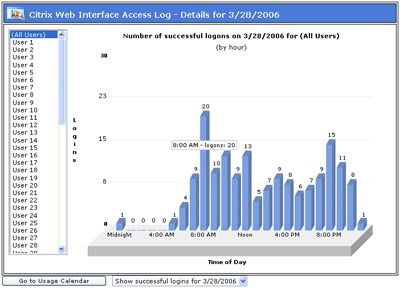 Citrix Web Interface Access Log - Details for 3/28/2006
(All Users)
User 1
User 2
User 3
User 4
User 5
User 6
User 7
User 8
User 9
User 10
User 11
User 12
User 13
User 14
User 15
User 16
User 17
User 18
User 19
User 20
User 21
User 22
User 23
User 24
User 25
User 26
User 27
User 28
Number of successful logons on 3/28/2006 for (All Users)
(by hour)
Logins
30
23
15
8
0
1 0 0 0 0 1 4 9 20 10 9 13 5 7 9 8 6 7 9 15 11 8 1
8:00 AM - logons: 20
Midnight 4:00 AM 8:00 AM Noon 4:00 PM 8:00 PM
Time of Day
Go to Usage Calendar
Show successful logins for 3/28/2006